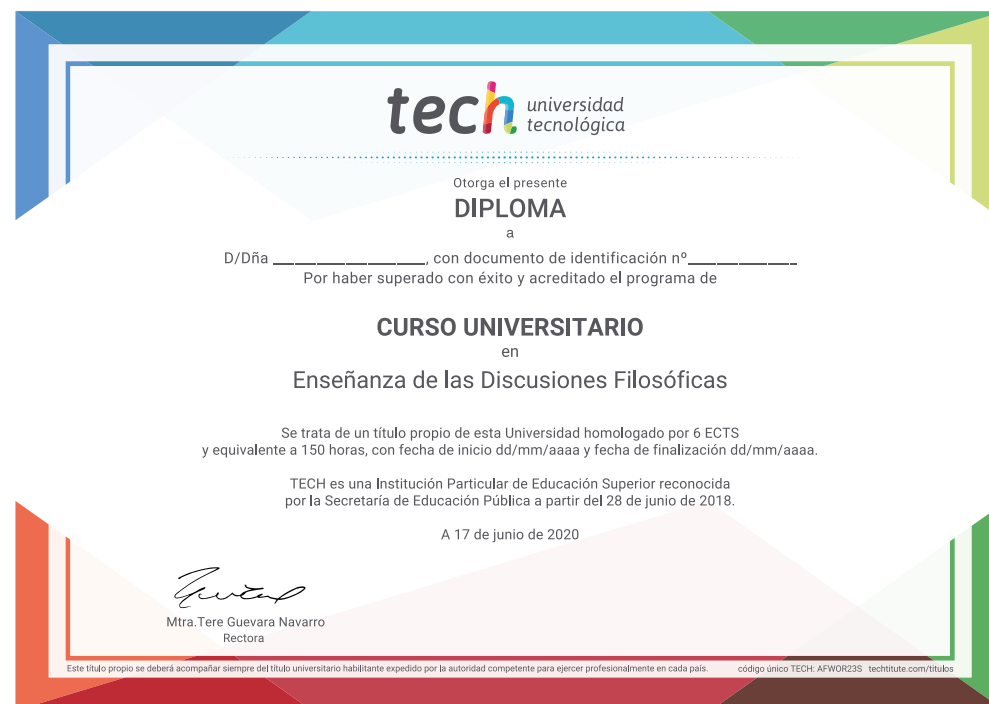 tech universidad
tecnológica
Otorga el presente
DIPLOMA
a
D/Dña ____________________, con documento de identificación nº______________
Por haber superado con éxito y acreditado el programa de
CURSO UNIVERSITARIO
en
Enseñanza de las Discusiones Filosóficas
Se trata de un título propio de esta Universidad homologado por 6 ECTS
y equivalente a 150 horas, con fecha de inicio dd/mm/aaaa y fecha de finalización dd/mm/aaaa.
TECH es una Institución Particular de Educación Superior reconocida
por la Secretaría de Educación Pública a partir del 28 de junio de 2018.
A 17 de junio de 2020
Mtra.Tere Guevara Navarro
Rectora
Este título propio se deberá acompañar siempre del título universitario habilitante expedido por la autoridad competente para ejercer profesionalmente en cada país. código único TECH: AFWOR23S techtitute.com/titulos